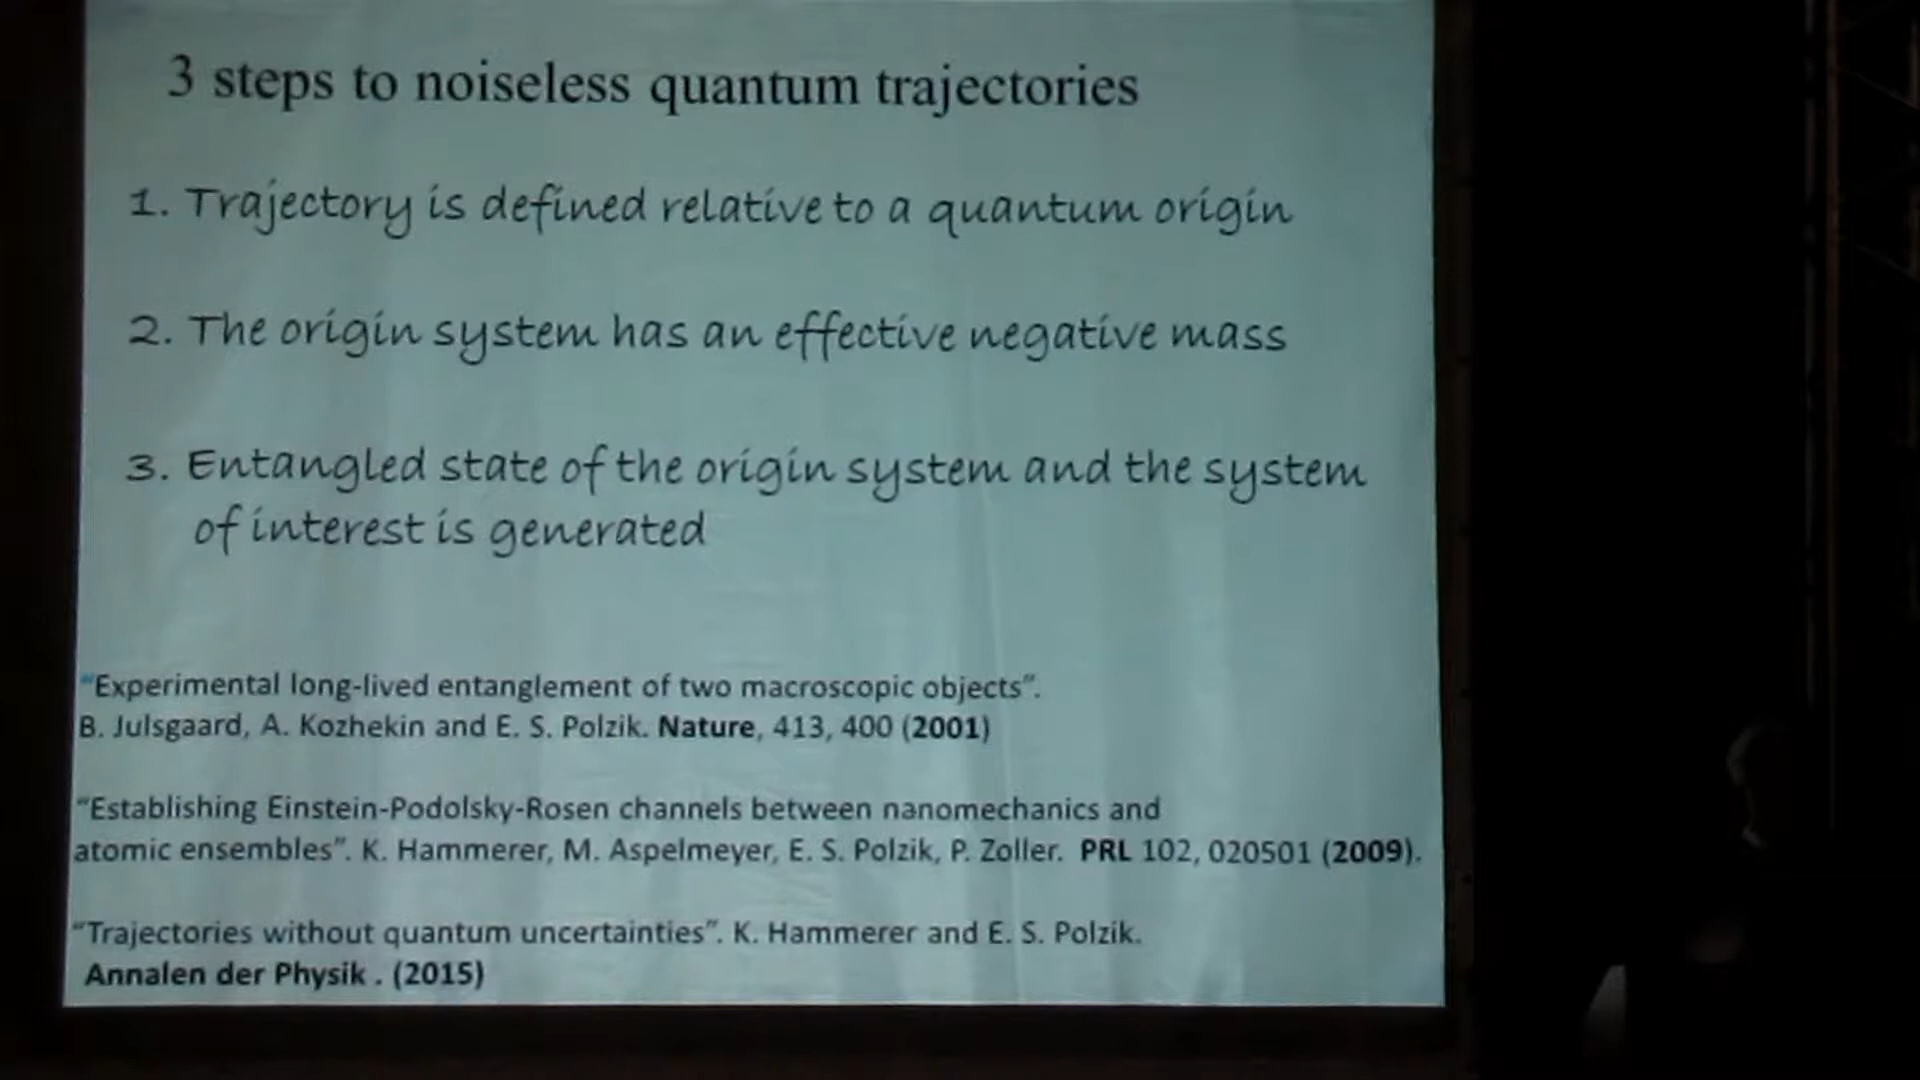 3 steps to noiseless quantum trajectories
1. Trajectory is defined relative to a quantum origin
2. The origin system has an effective negative mass
3. Entangled state of the origin system and the system
of interest is generated
"Experimental long-lived entanglement of two macroscopic objects".
B. Julsgaard, A. Kozhekin and E. S. Polzik. Nature, 413, 400 (2001)
"Establishing Einstein-Podolsky-Rosen channels between nanomechanics and
atomic ensembles". K. Hammerer, M. Aspelmeyer, E. S. Polzik, P. Zoller. PRL 102, 020501 (2009).
"Trajectories without quantum uncertainties". K. Hammerer and E. S. Polzik.
Annalen der Physik . (2015)